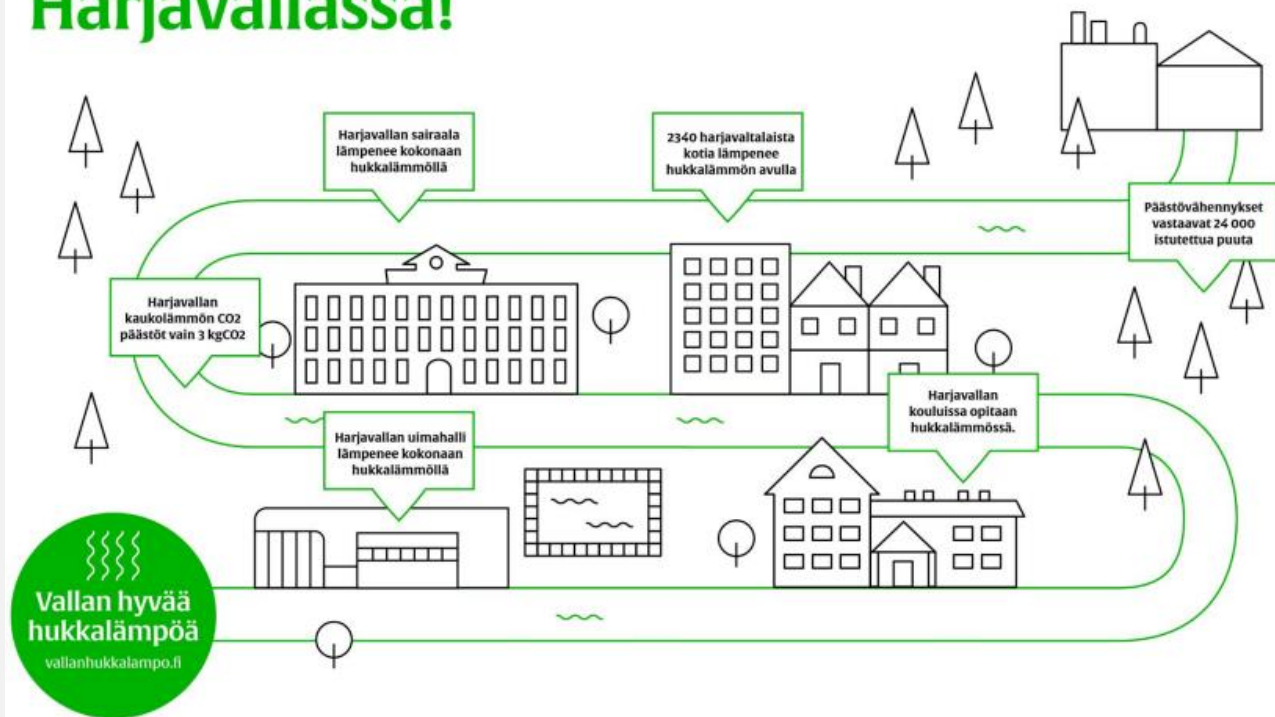 Harjavallassa!
Harjavallan sairaala
lämpenee kokonaan
hukkalämmöllä
2340 harjavaltalaista
kotia lämpenee
hukkalämmön avulla
Päästövähennykset
vastaavat 24 000
istutettua puuta
Harjavallan
kaukolämmön CO2
päästöt vain 3 kgCO2
Harjavallan
kouluissa opitaan
hukkalämmössä.
Harjavallan uimahalli
lämpenee kokonaan
hukkalämmöllä
Vallan hyvää
hukkalämpöä
vallanhukkalampo.fi